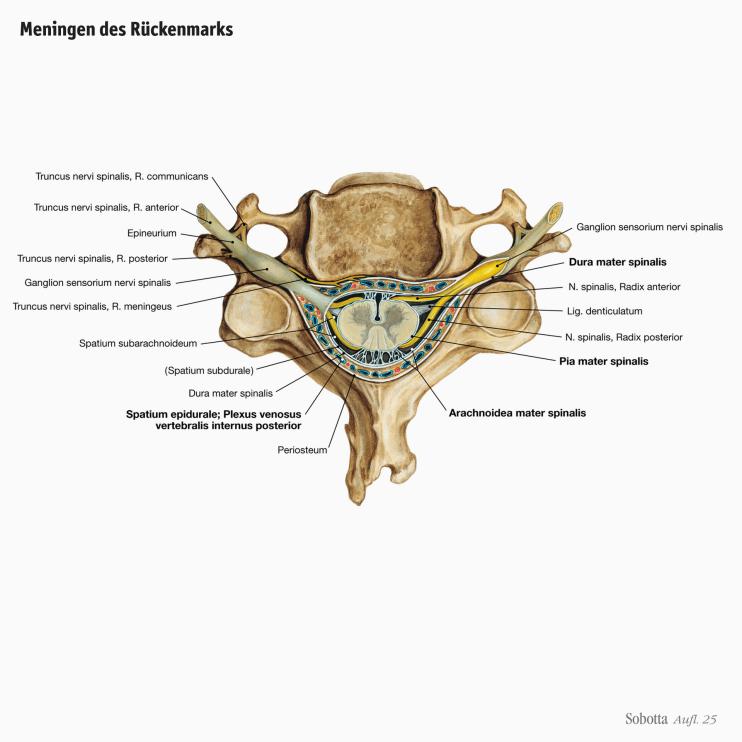 Meningen des Rückenmarks
Truncus nervi spinalis, R. communicans
Truncus nervi spinalis, R. anterior
Epineurium
Truncus nervi spinalis, R. posterior
Ganglion sensorium nervi spinalis
Truncus nervi spinalis, R. meningeus
Spatium subarachnoideum
(Spatium subdurale)
Dura mater spinalis
Spatium epidurale; Plexus venosus
vertebralis internus posterior
Periosteum
Ganglion sensorium nervi spinalis
Dura mater spinalis
N. spinalis, Radix anterior
Lig. denticulatum
N. spinalis, Radix posterior
Pia mater spinalis
Arachnoidea mater spinalis
Sobotta Aufl. 25